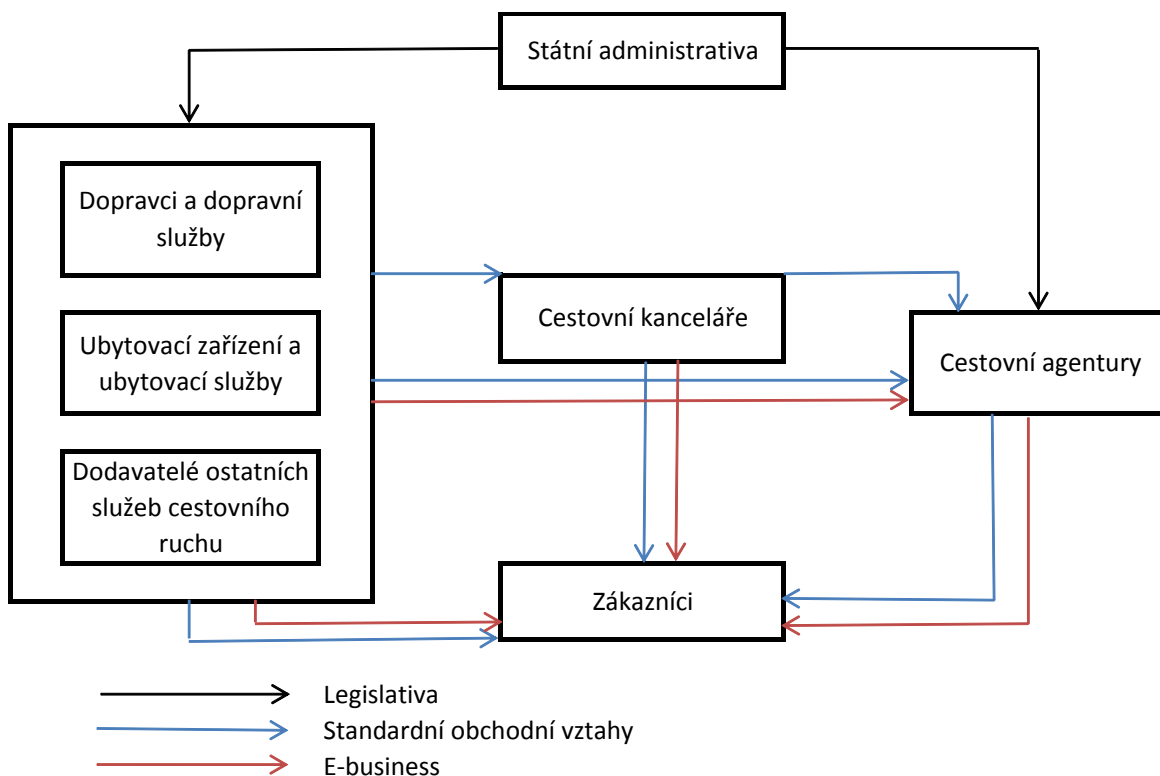 Státní administrativa
Dopravci a dopravní
služby
Ubytovací zařízení a
ubytovací služby
Dodavatelé ostatních
služeb cestovního
ruchu
Cestovní kanceláře
Cestovní agentury
Zákazníci
Legislativa
Standardní obchodní vztahy
E-business